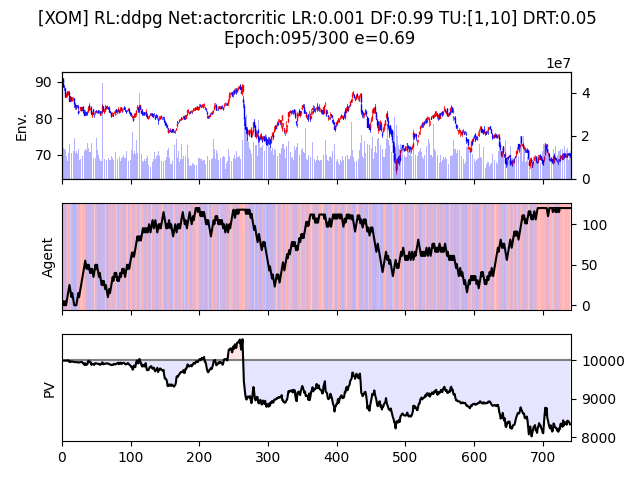 [XOM] RL:ddpg Net:actorcritic LR:0.001 DF:0.99 TU:[1,10] DRT:0.05
Epoch:095/300 e=0.69
1e7
90
80
70
Env.
4
2
0
Agent
100
50
0
PV
10000
9000
8000
0 100 200 300 400 500 600 700